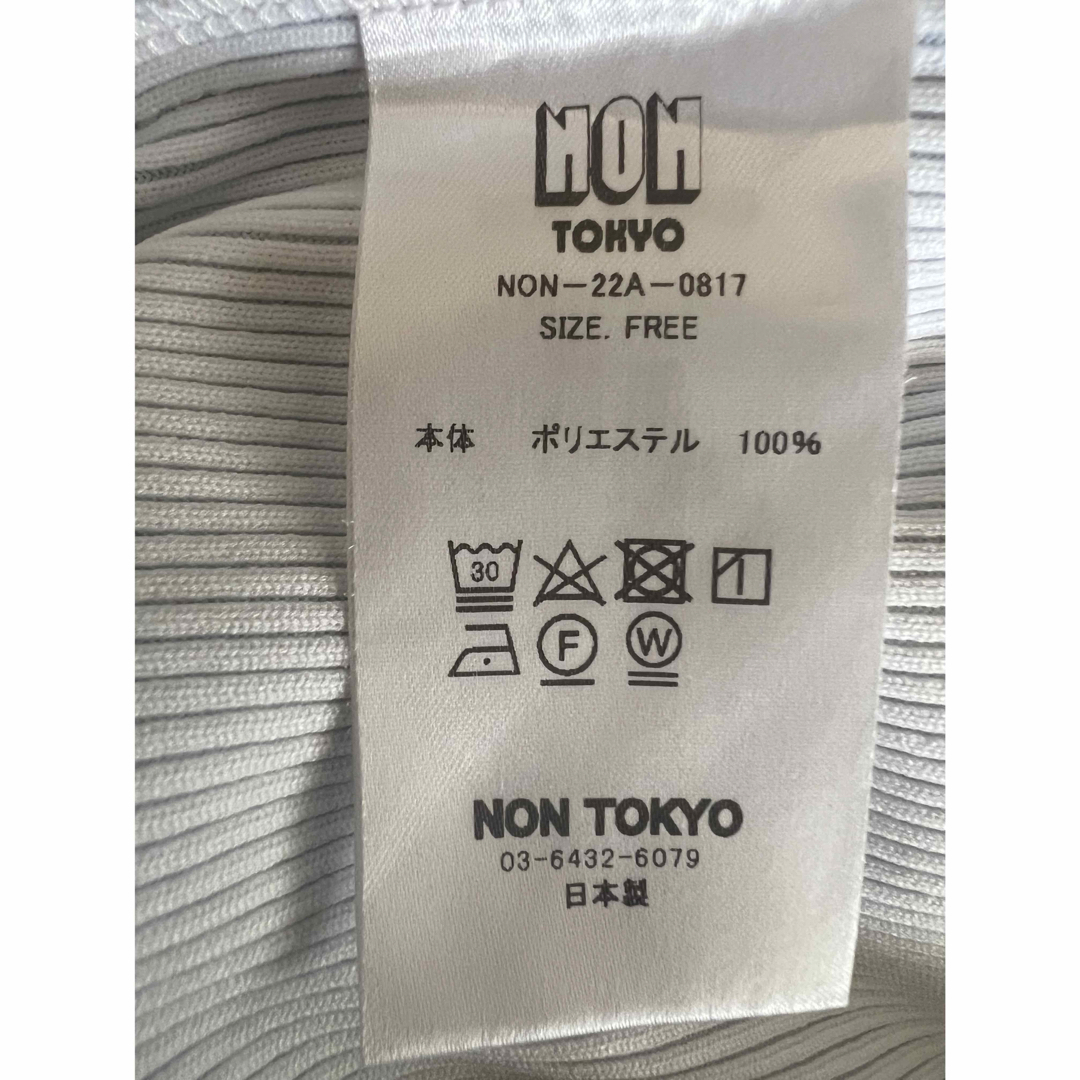 NON
TOKYO
NON-22A-0817
SIZE. FREE
本体 ポリエステル 100%
30
F W
NON TOKYO
03-6432-6079
日本製